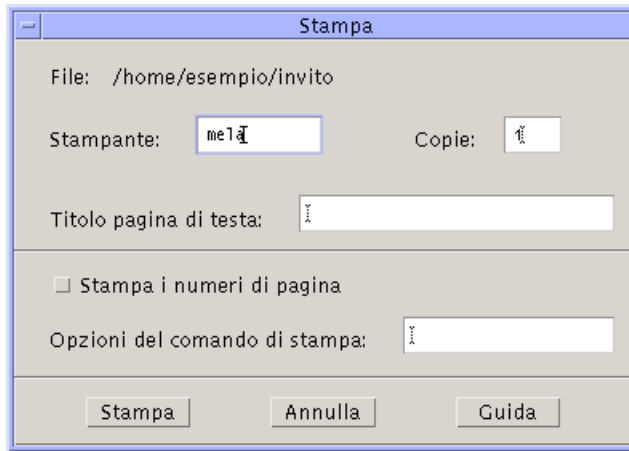 Stampa
File: /home/esempio/invito
Stampante: mela Copie: 1
Titolo pagina di testa:
Stampa i numeri di pagina
Opzioni del comando di stampa:
Stampa Annulla Guida